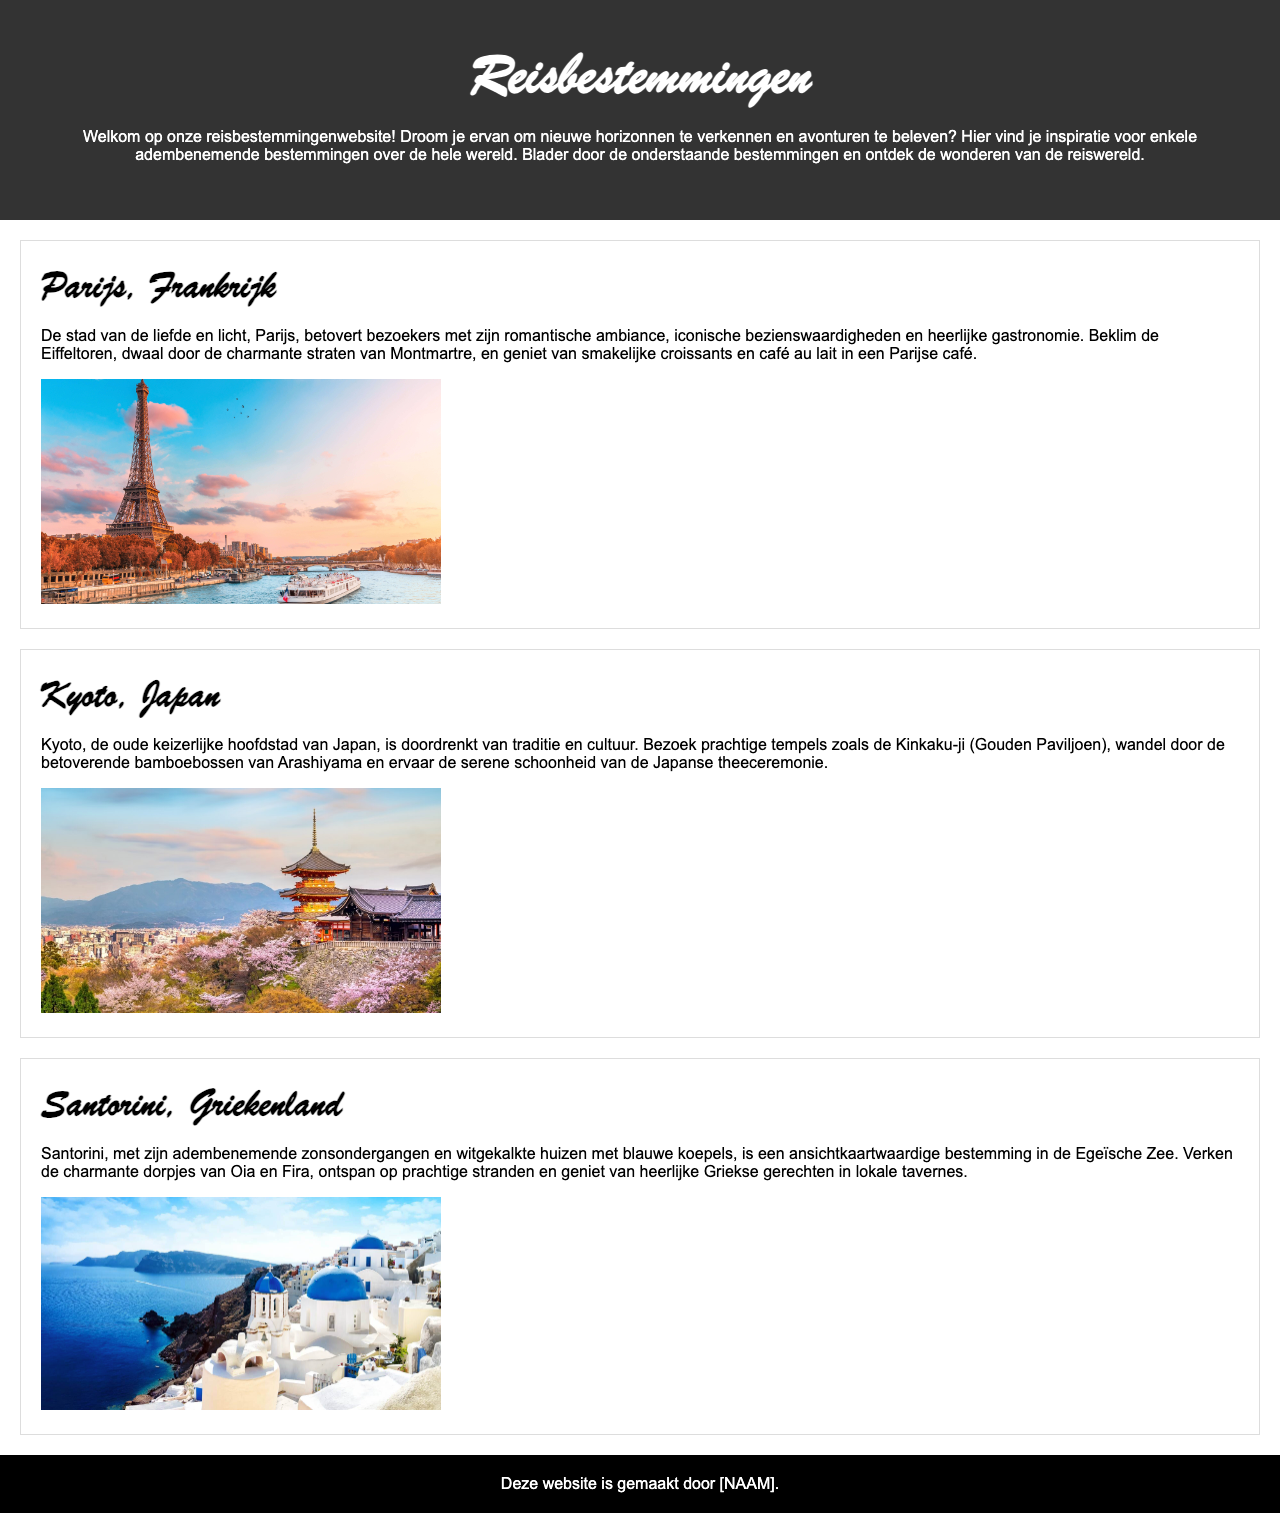 Reisbestemmingen
Welkom op onze reisbestemmingenwebsite! Droom je ervan om nieuwe horizonnen te verkennen en avonturen te beleven? Hier vind je inspiratie voor enkele
adembenemende bestemmingen over de hele wereld. Blader door de onderstaande bestemmingen en ontdek de wonderen van de reiswereld.
Parijs, Frankrijk
De stad van de liefde en licht, Parijs, betovert bezoekers met zijn romantische ambiance, iconische bezienswaardigheden en heerlijke gastronomie. Beklim de
Eiffeltoren, dwaal door de charmante straten van Montmartre, en geniet van smakelijke croissants en café au lait in een Parijse café.
Kyoto, Japan
Kyoto, de oude keizerlijke hoofdstad van Japan, is doordrenkt van traditie en cultuur. Bezoek prachtige tempels zoals de Kinkaku-ji (Gouden Paviljoen), wandel door de
betoverende bamboebossen van Arashiyama en ervaar de serene schoonheid van de Japanse theeceremonie.
Santorini, Griekenland
Santorini, met zijn adembenemende zonsondergangen en witgekalkte huizen met blauwe koepels, is een ansichtkaartwaardige bestemming in de Egeïsche Zee. Verken
de charmante dorpjes van Oia en Fira, ontspan op prachtige stranden en geniet van heerlijke Griekse gerechten in lokale tavernes.
Deze website is gemaakt door [NAAM].